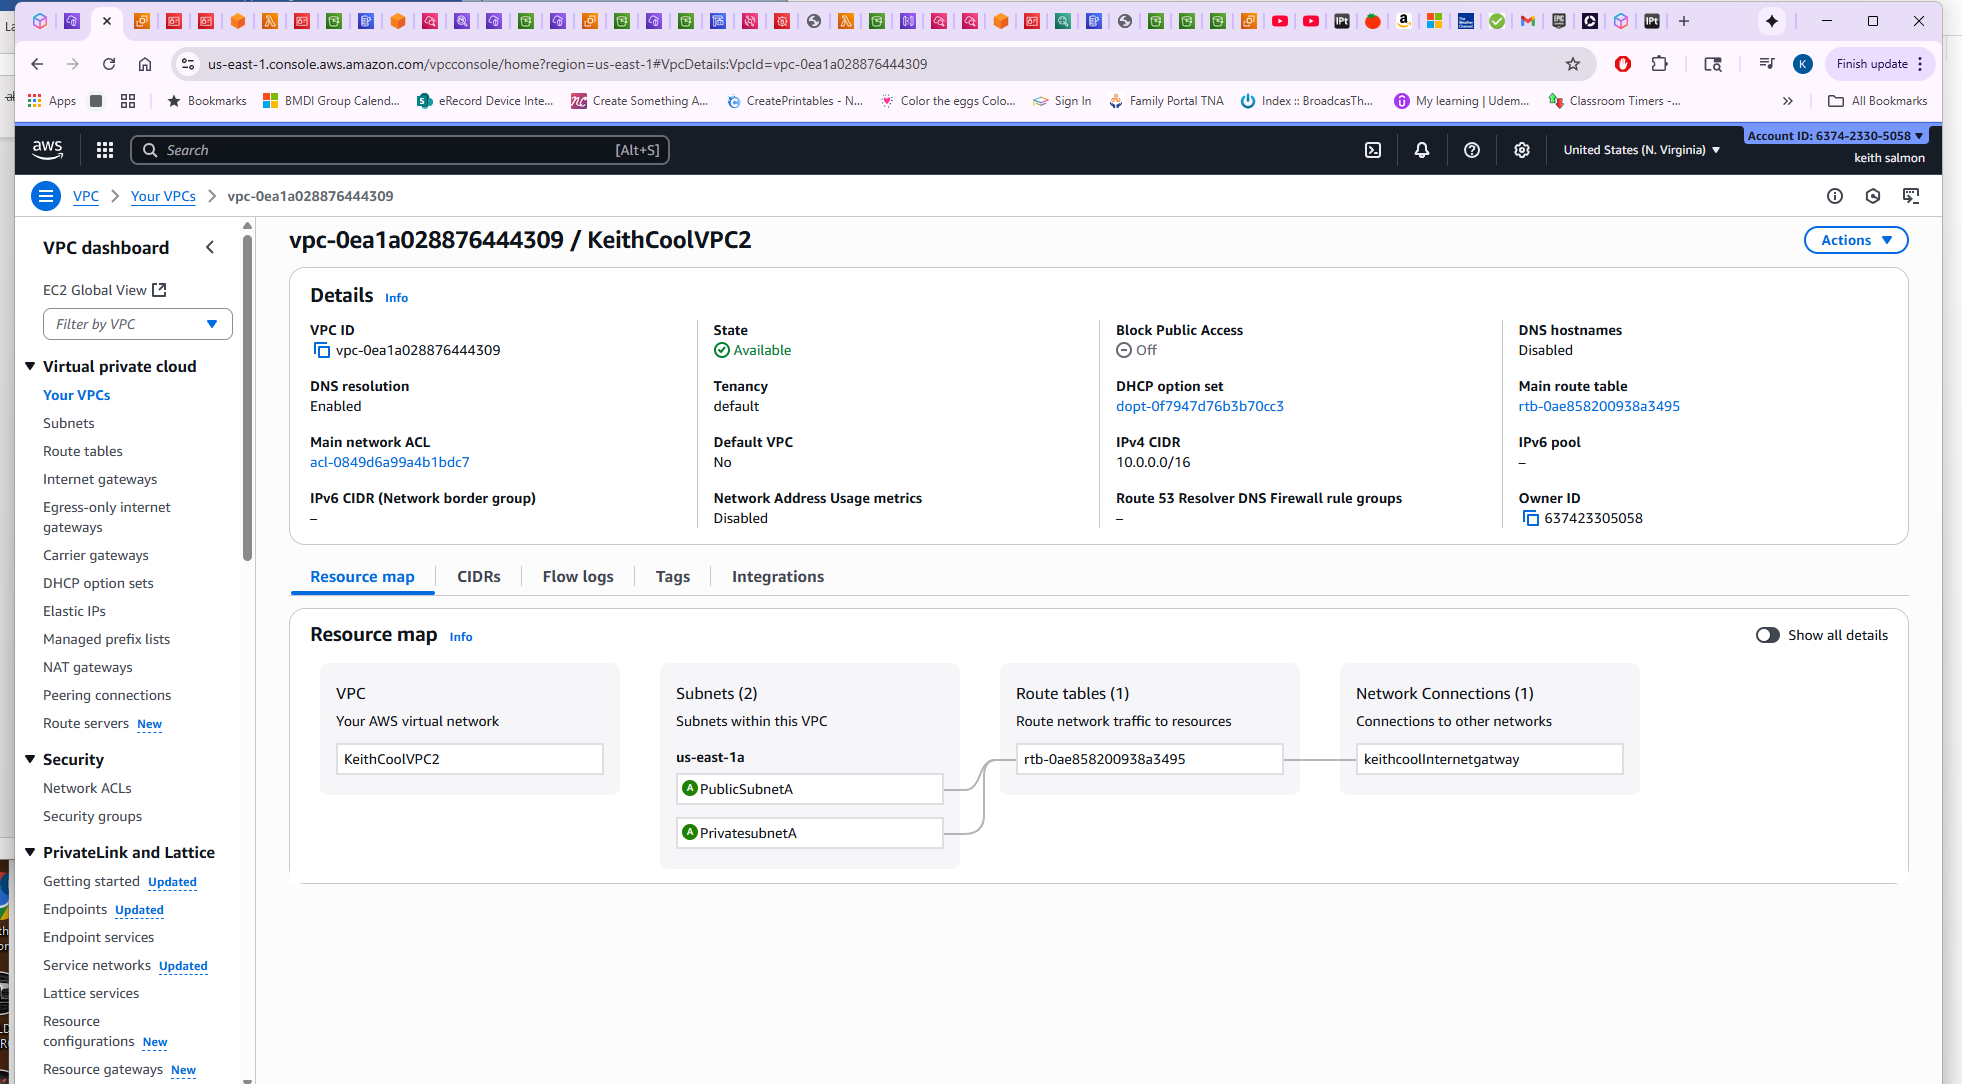 us-east-1.console.aws.amazon.com/vpcconsole/home?region=us-east-1#VpcDetails:VpcId=vpc-0ea1a028876444309
K
Finish update
Apps
Bookmarks
BMDI Group Calend...
eRecord Device Inte...
Create Something A...
CreatePrintables - N...
Color the eggs Colo...
Sign In
Family Portal TNA
Index :: BroadcasTh...
My learning | Udem...
Classroom Timers -...
All Bookmarks
aws
Search
[Alt+S]
United States (N. Virginia)
Account ID: 6374-2330-5058
keith salmon
VPC
Your VPCs
vpc-0ea1a028876444309
VPC dashboard
EC2 Global View
Filter by VPC
Virtual private cloud
Your VPCs
Subnets
Route tables
Internet gateways
Egress-only internet
gateways
Carrier gateways
DHCP option sets
Elastic IPs
Managed prefix lists
NAT gateways
Peering connections
Route servers New
Security
Network ACLs
Security groups
PrivateLink and Lattice
Getting started Updated
Endpoints Updated
Endpoint services
Service networks Updated
Lattice services
Resource
configurations New
Resource gateways New
vpc-0ea1a028876444309 / KeithCoolVPC2
Actions
Details Info
VPC ID
vpc-0ea1a028876444309
State
Available
Block Public Access
Off
DNS hostnames
Disabled
DNS resolution
Enabled
Tenancy
default
DHCP option set
dopt-0f7947d76b3b70cc3
Main route table
rtb-0ae858200938a3495
Main network ACL
acl-0849d6a99a4b1bdc7
Default VPC
No
IPv4 CIDR
10.0.0.0/16
IPv6 pool
–
IPv6 CIDR (Network border group)
–
Network Address Usage metrics
Disabled
Route 53 Resolver DNS Firewall rule groups
–
Owner ID
637423305058
Resource map
CIDRs
Flow logs
Tags
Integrations
Resource map Info
Show all details
VPC
Your AWS virtual network
KeithCoolVPC2
Subnets (2)
Subnets within this VPC
us-east-1a
A PublicSubnetA
A PrivatesubnetA
Route tables (1)
Route network traffic to resources
rtb-0ae858200938a3495
Network Connections (1)
Connections to other networks
keithcoolInternetgatway